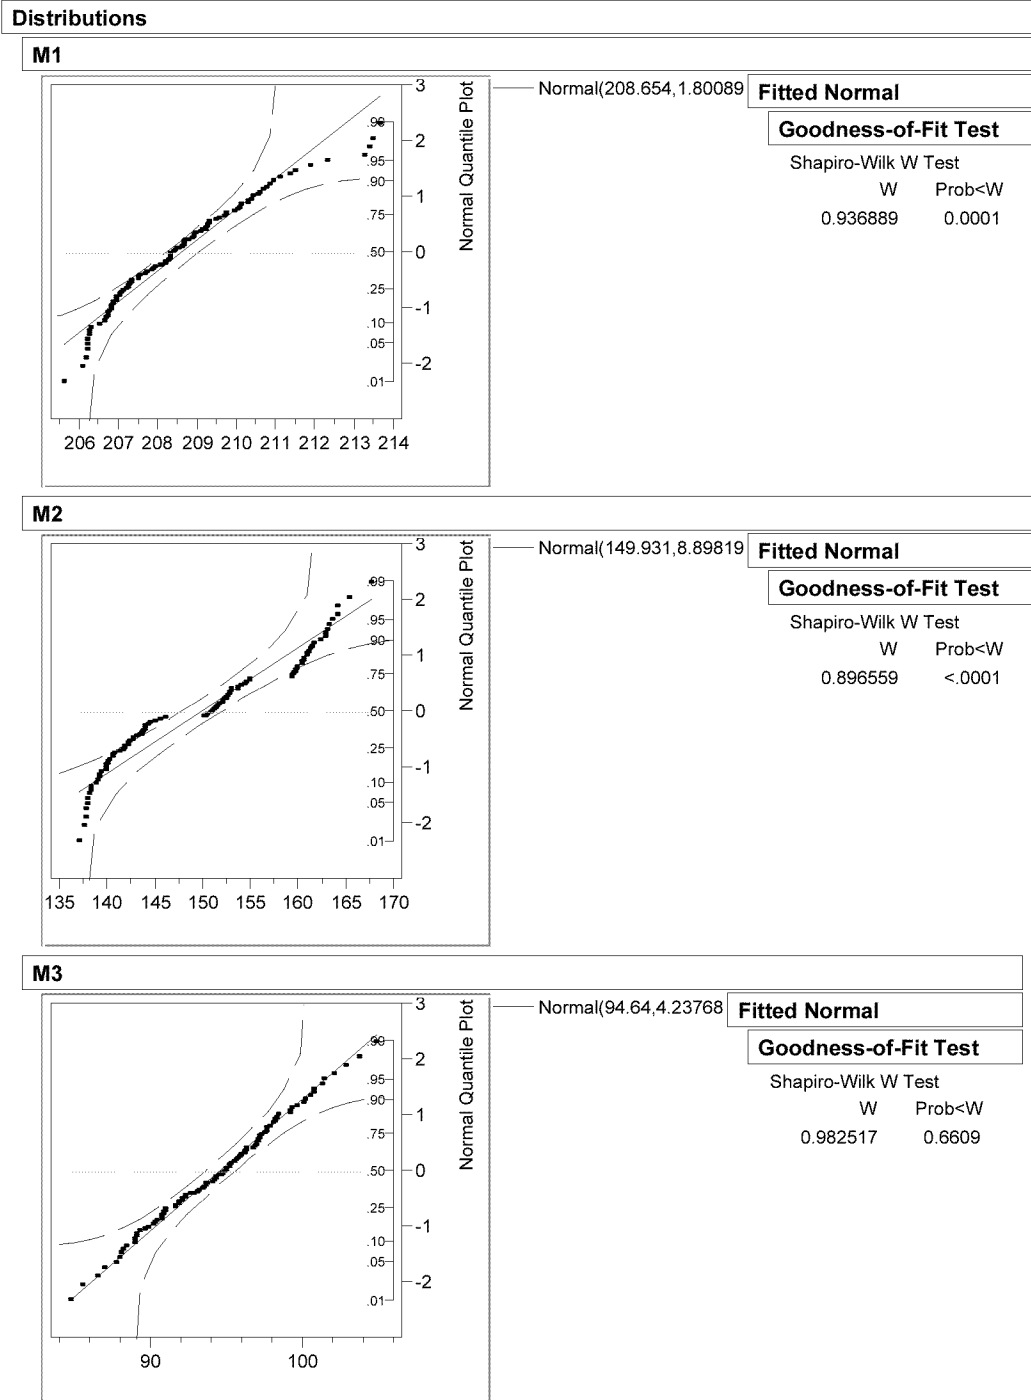 Distributions
M1
3
2
1
0
-1
-2
.99
.95
.90
.75
.50
.25
.10
.05
.01
Normal Quantile Plot
206 207 208 209 210 211 212 213 214
Normal(208.654,1.80089
Fitted Normal
Goodness-of-Fit Test
Shapiro-Wilk W Test
W Prob<W
0.936889 0.0001
M2
3
2
1
0
-1
-2
.99
.95
.90
.75
.50
.25
.10
.05
.01
Normal Quantile Plot
135 140 145 150 155 160 165 170
Normal(149.931,8.89819
Fitted Normal
Goodness-of-Fit Test
Shapiro-Wilk W Test
W Prob<W
0.896559 <.0001
M3
3
2
1
0
-1
-2
.99
.95
.90
.75
.50
.25
.10
.05
.01
Normal Quantile Plot
90 100
Normal(94.64,4.23768
Fitted Normal
Goodness-of-Fit Test
Shapiro-Wilk W Test
W Prob<W
0.982517 0.6609